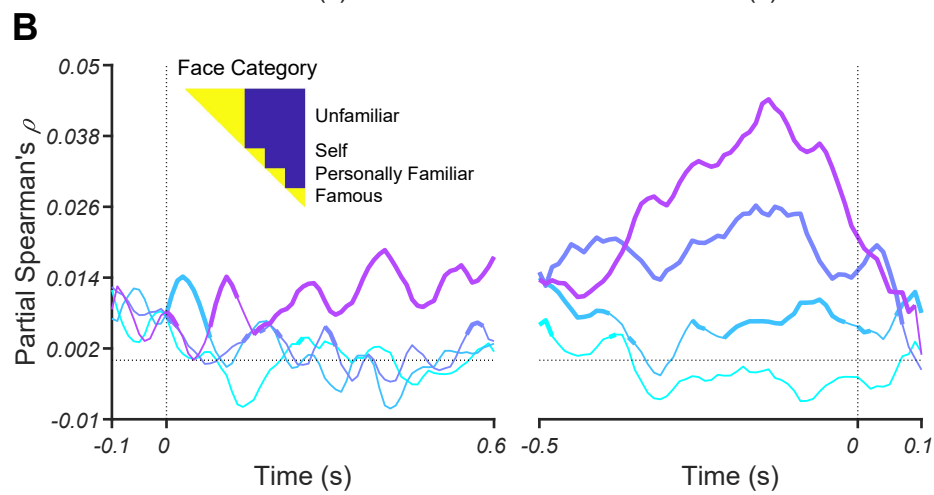 B
Face Category
Unfamiliar
Self
Personally Familiar
Famous
Partial Spearman's ρ
0.05
0.038
0.026
0.014
0.002
-0.01
-0.1 0 0.6
Time (s)
-0.5 0 0.1
Time (s)